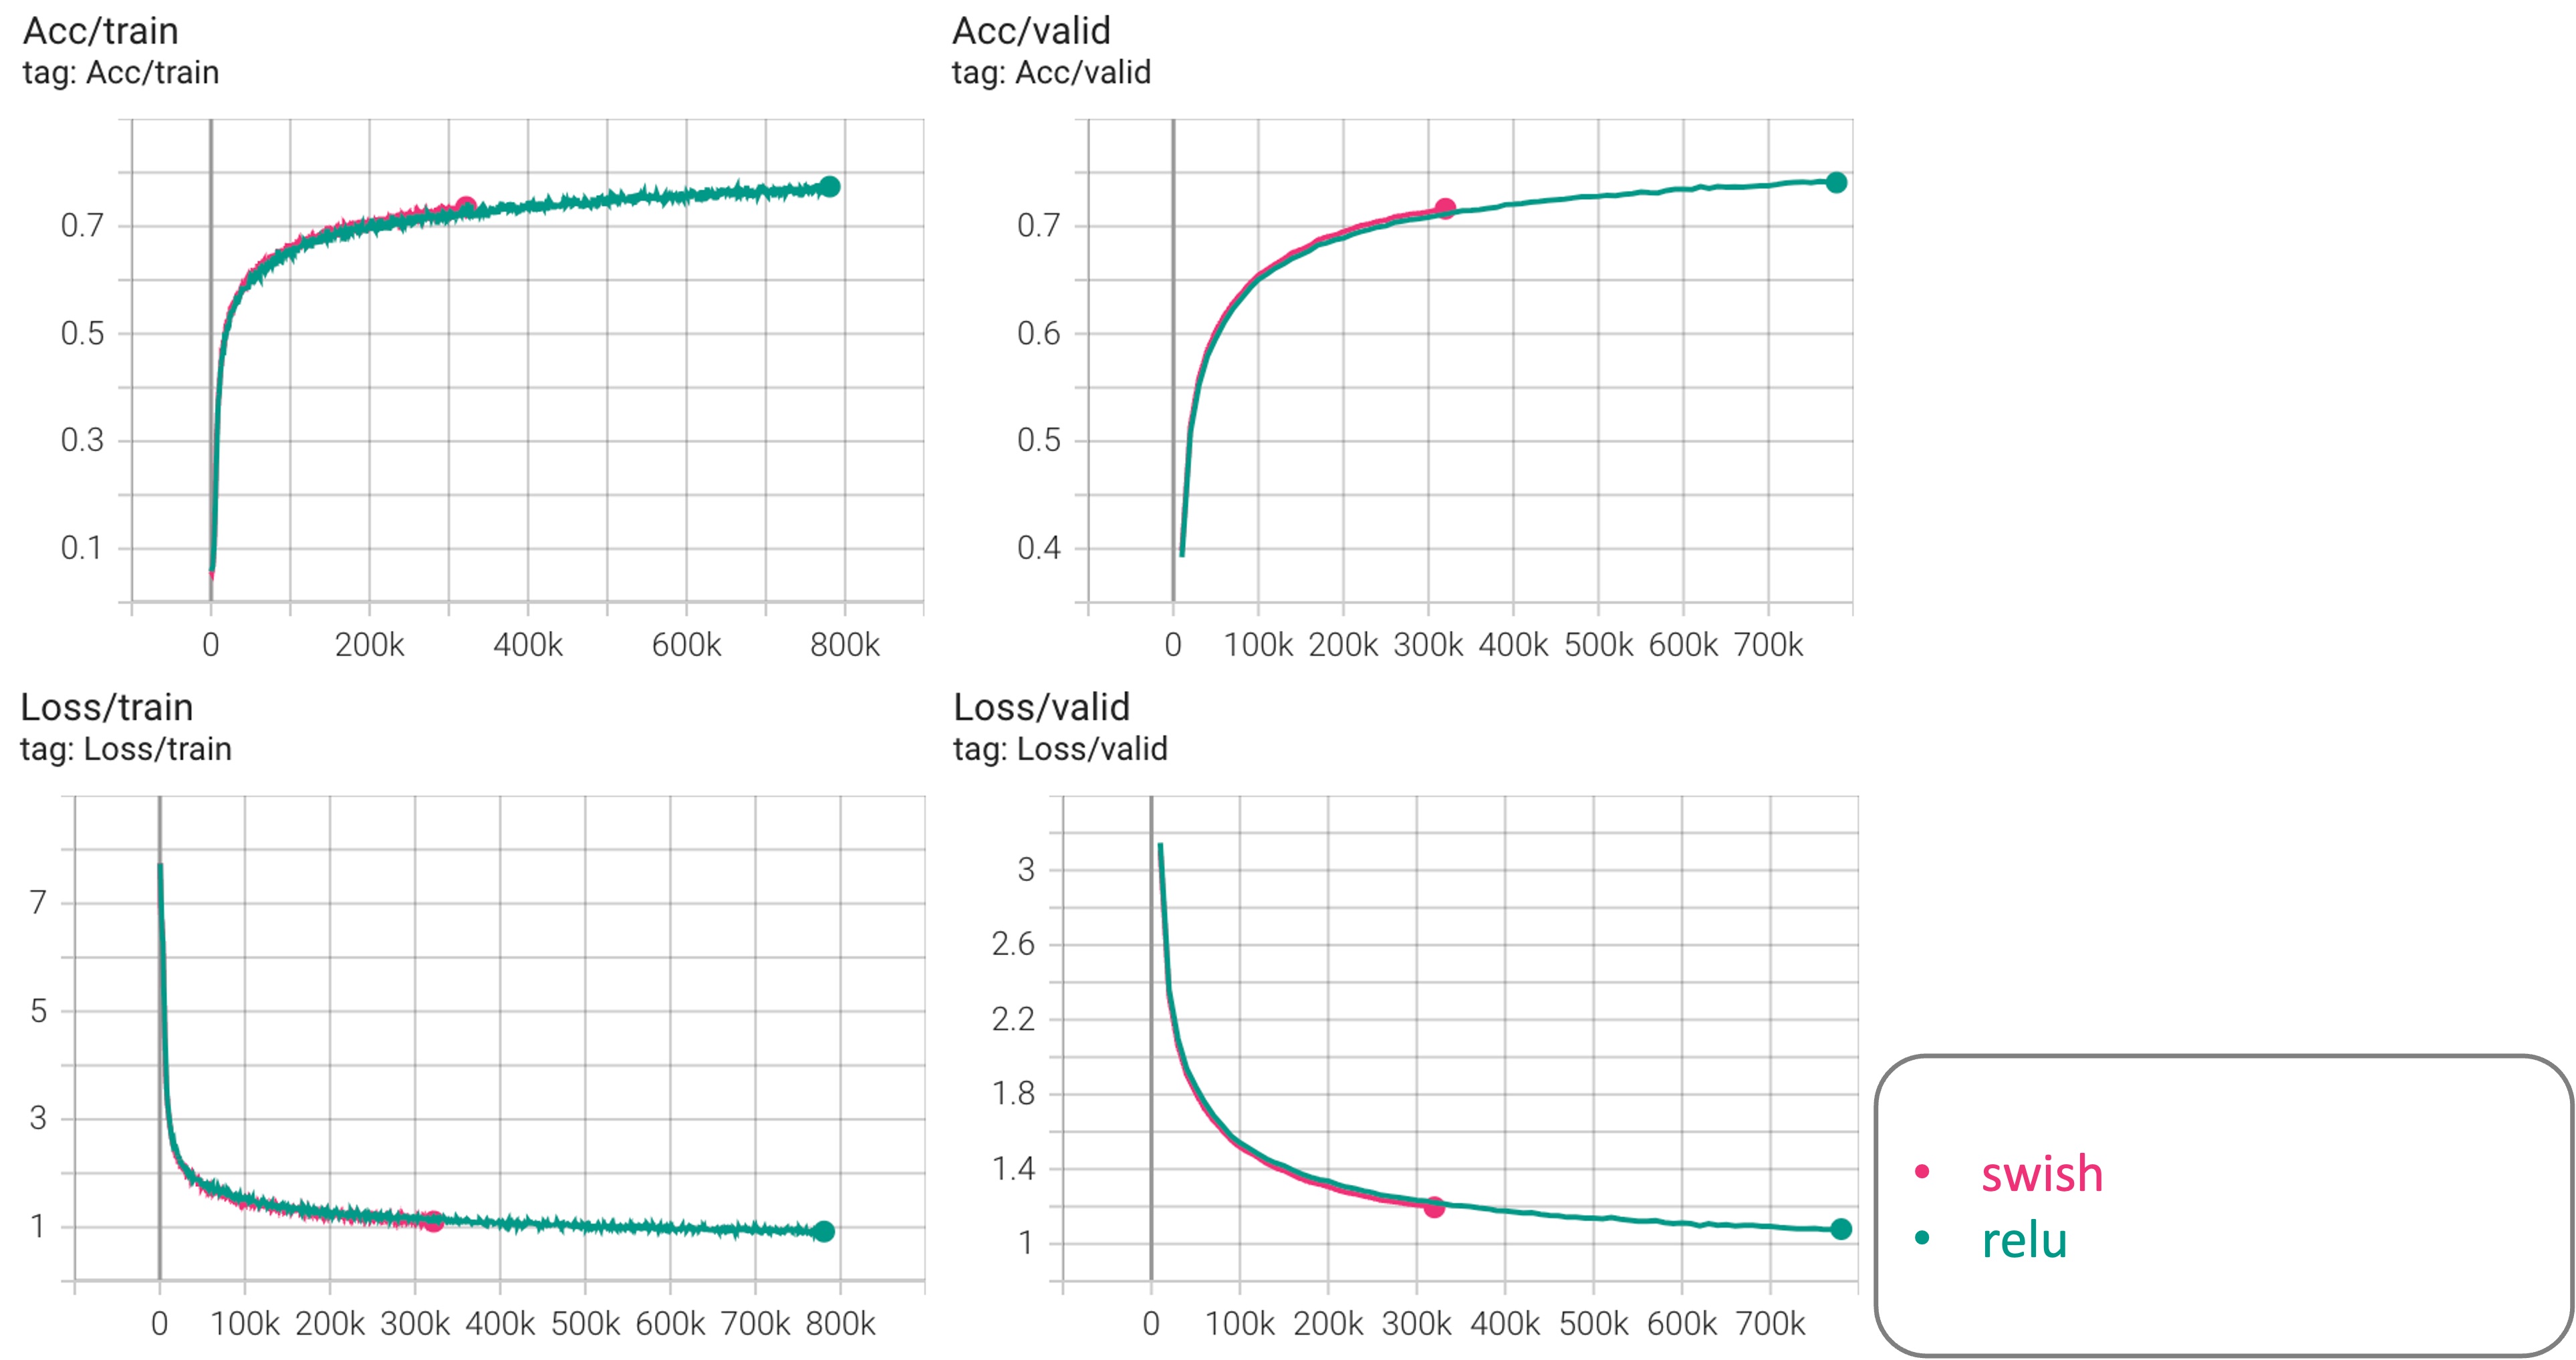 Acc/train
tag: Acc/train
0.7
0.5
0.3
0.1
0 200k 400k 600k 800k
Acc/valid
tag: Acc/valid
0.7
0.6
0.5
0.4
0 100k 200k 300k 400k 500k 600k 700k
Loss/train
tag: Loss/train
7
5
3
1
0 100k 200k 300k 400k 500k 600k 700k 800k
Loss/valid
tag: Loss/valid
3
2.6
2.2
1.8
1.4
1
0 100k 200k 300k 400k 500k 600k 700k
• swish
• relu